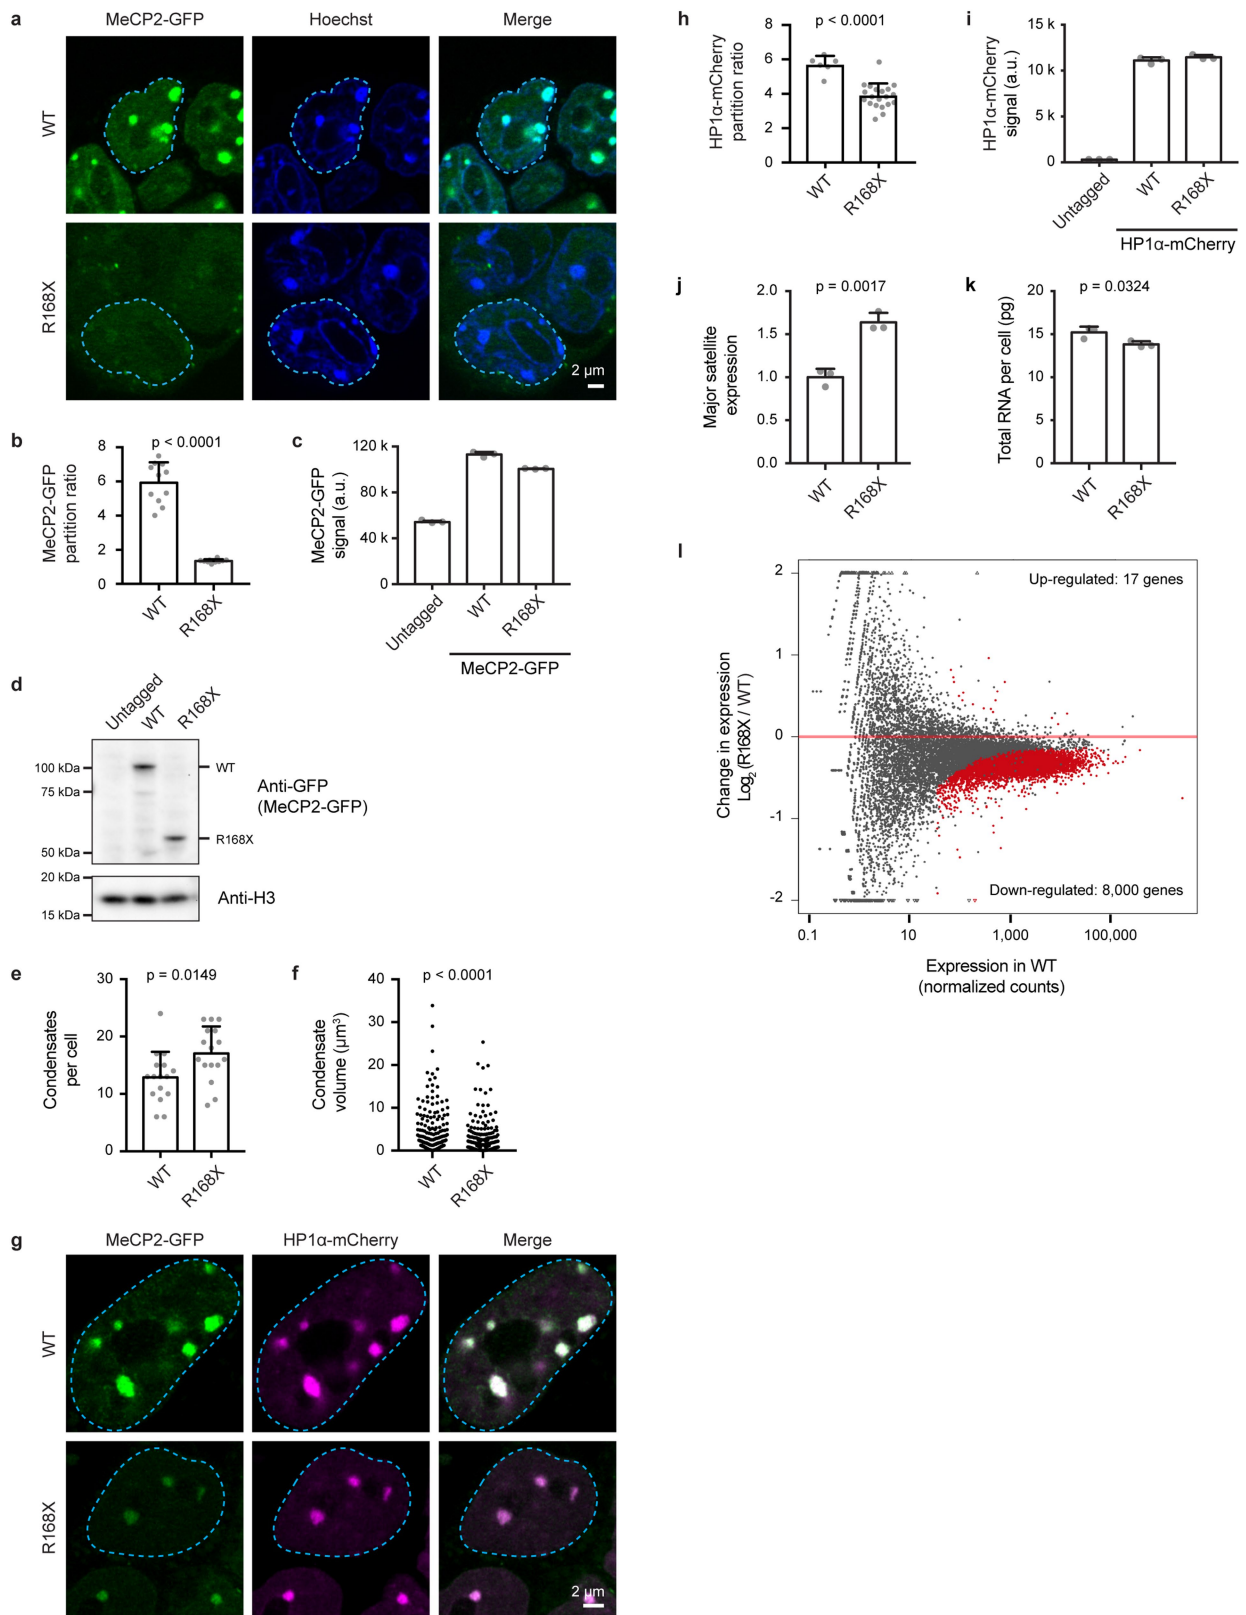 a
MeCP2-GFP
Hoechst
Merge
WT
R168X
2 µm
b
p < 0.0001
MeCP2-GFP
partition ratio
8
6
4
2
0
WT
R168X
c
MeCP2-GFP
signal (a.u.)
120 k
80 k
40 k
0
Untagged
WT
R168X
MeCP2-GFP
d
Untagged
WT
R168X
100 kDa
75 kDa
50 kDa
WT
R168X
Anti-GFP
(MeCP2-GFP)
20 kDa
15 kDa
Anti-H3
e
p = 0.0149
Condensates
per cell
30
20
10
0
WT
R168X
f
p < 0.0001
Condensate
volume (µm³)
40
30
20
10
0
WT
R168X
g
MeCP2-GFP
HP1α-mCherry
Merge
WT
R168X
2 µm
h
p < 0.0001
HP1α-mCherry
partition ratio
8
6
4
2
0
WT
R168X
i
HP1α-mCherry
signal (a.u.)
15 k
10 k
5 k
0
Untagged
WT
R168X
HP1α-mCherry
j
p = 0.0017
Major satellite
expression
2.0
1.5
1.0
0.5
0.0
WT
R168X
k
p = 0.0324
Total RNA per cell (pg)
20
15
10
5
0
WT
R168X
l
Change in expression
Log₂ (R168X / WT)
2
1
0
-1
-2
Up-regulated: 17 genes
Down-regulated: 8,000 genes
0.1
10
1,000
100,000
Expression in WT
(normalized counts)